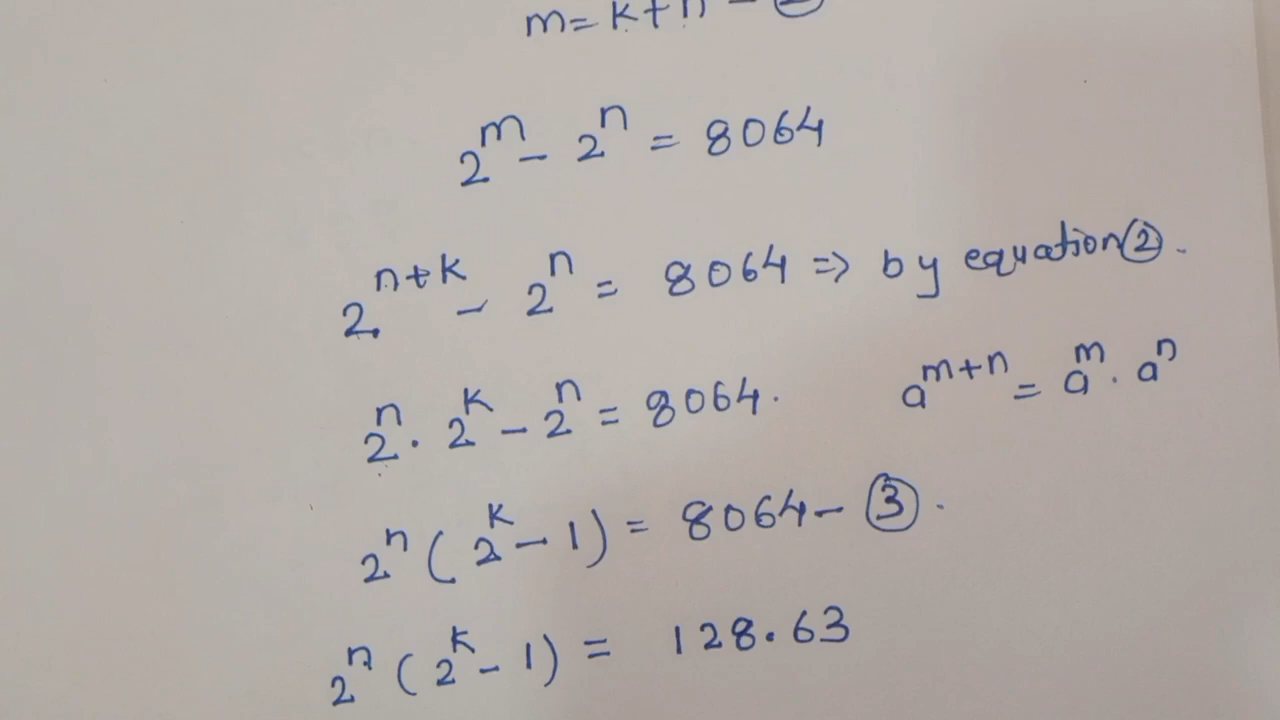 m = k + n -
2^m - 2^n = 8064
2^{n+k} - 2^n = 8064 => by equation ②.
2^n . 2^k - 2^n = 8064. a^{m+n} = a^m . a^n
2^n (2^k - 1) = 8064 - ③.
2^n (2^k - 1) = 128.63